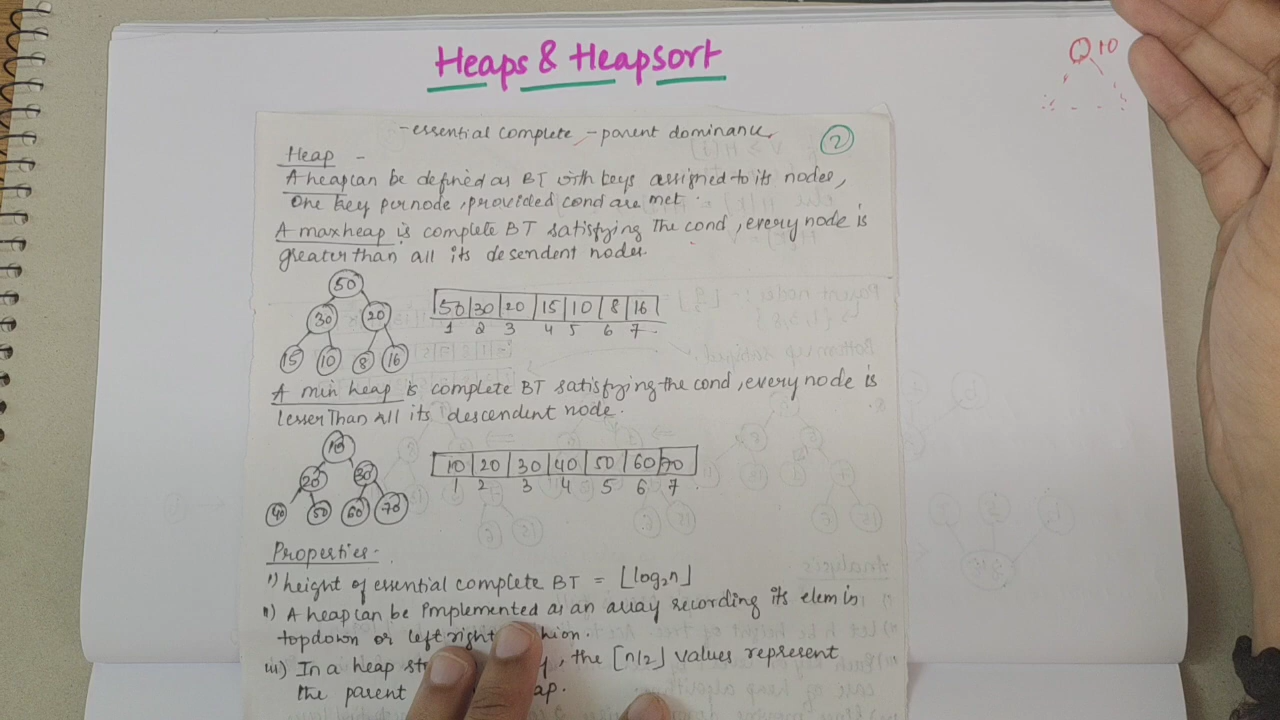 Heaps & Heapsort
Q 10
-essential complete, -parent dominance,
2
Heap -
A heap can be defined as BT with keys assigned to its nodes,
One key per node, provided cond are met.
A max heap is complete BT satisfying the cond, every node is
greater than all its desendent nodes.
50
30 20
15 10 8 16
50 30 20 15 10 8 16
1 2 3 4 5 6 7
A min heap is complete BT satisfying the cond, every node is
lesser than All its descendent node.
10
20 30
40 50 60 70
10 20 30 40 50 60 70
1 2 3 4 5 6 7
Properties -
i) height of essential complete BT = ⌊log₂n⌋
ii) A heap can be implemented as an array recording its elem in
topdown or left right
iii) In a heap the ⌊n/2⌋ values represent
the parent